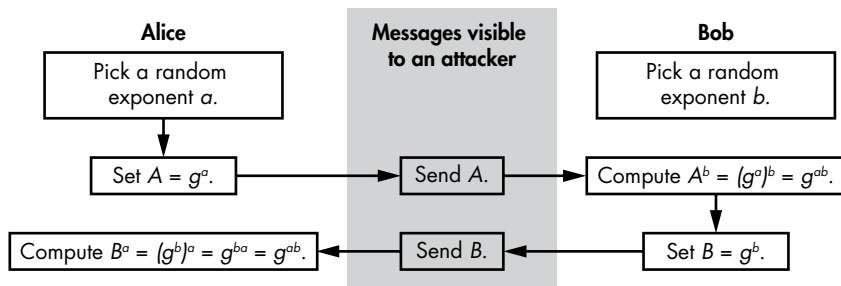 Alice
Messages visible
to an attacker
Bob
Pick a random
exponent a.
Pick a random
exponent b.
Set A = gᵃ.
Send A.
Compute Aᵇ = (gᵃ)ᵇ = gᵃᵇ.
Compute Bᵃ = (gᵇ)ᵃ = gᵇᵃ = gᵃᵇ.
Send B.
Set B = gᵇ.